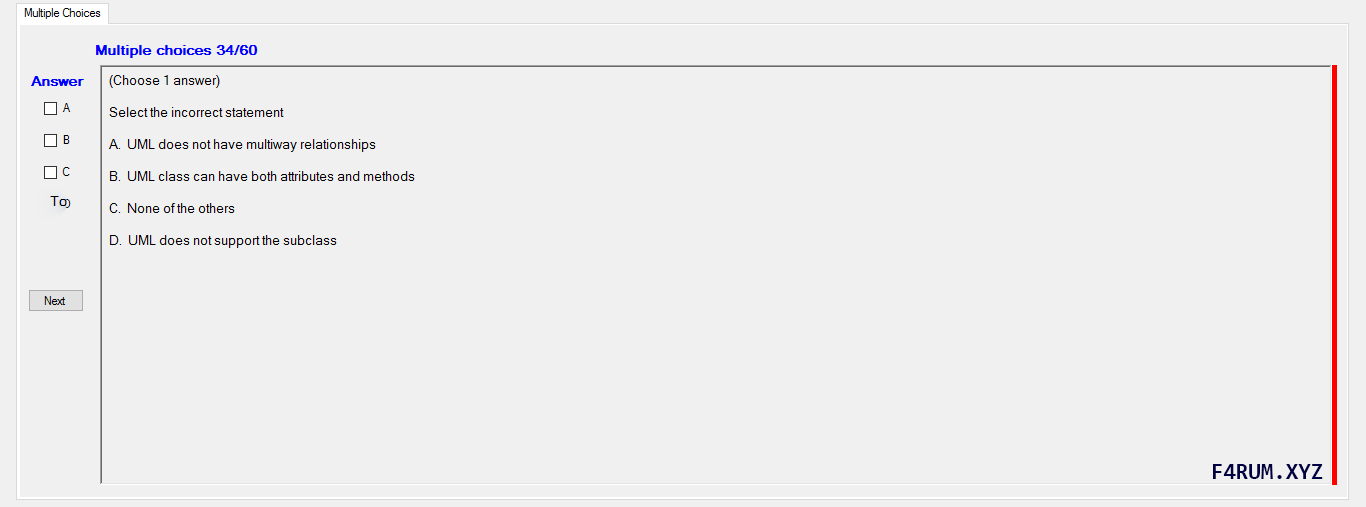 Multiple Choices
Multiple choices 34/60
Answer
A
B
C
Next
(Choose 1 answer)
Select the incorrect statement
A. UML does not have multiway relationships
B. UML class can have both attributes and methods
C. None of the others
D. UML does not support the subclass
F4RUM.XYZ